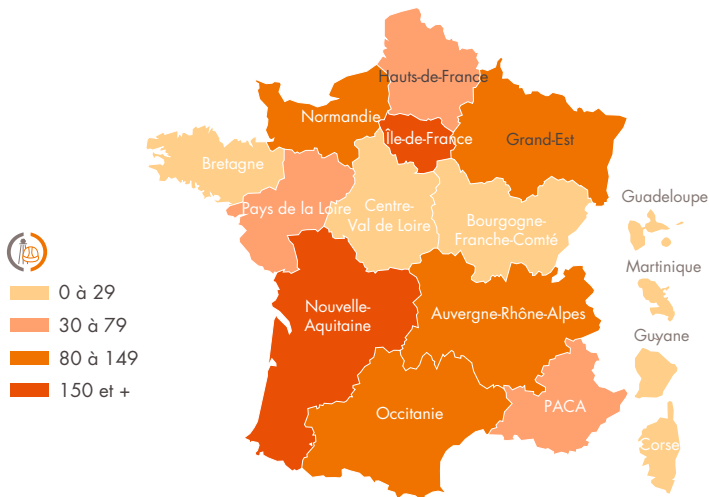 Hauts-de-France
Normandie
Île-de-France
Grand-Est
Bretagne
Pays de la Loire
Centre-
Val de Loire
Bourgogne-
Franche-Comté
Guadeloupe
Martinique
Guyane
Corse
Nouvelle-
Aquitaine
Auvergne-Rhône-Alpes
Occitanie
PACA
0 à 29
30 à 79
80 à 149
150 et +